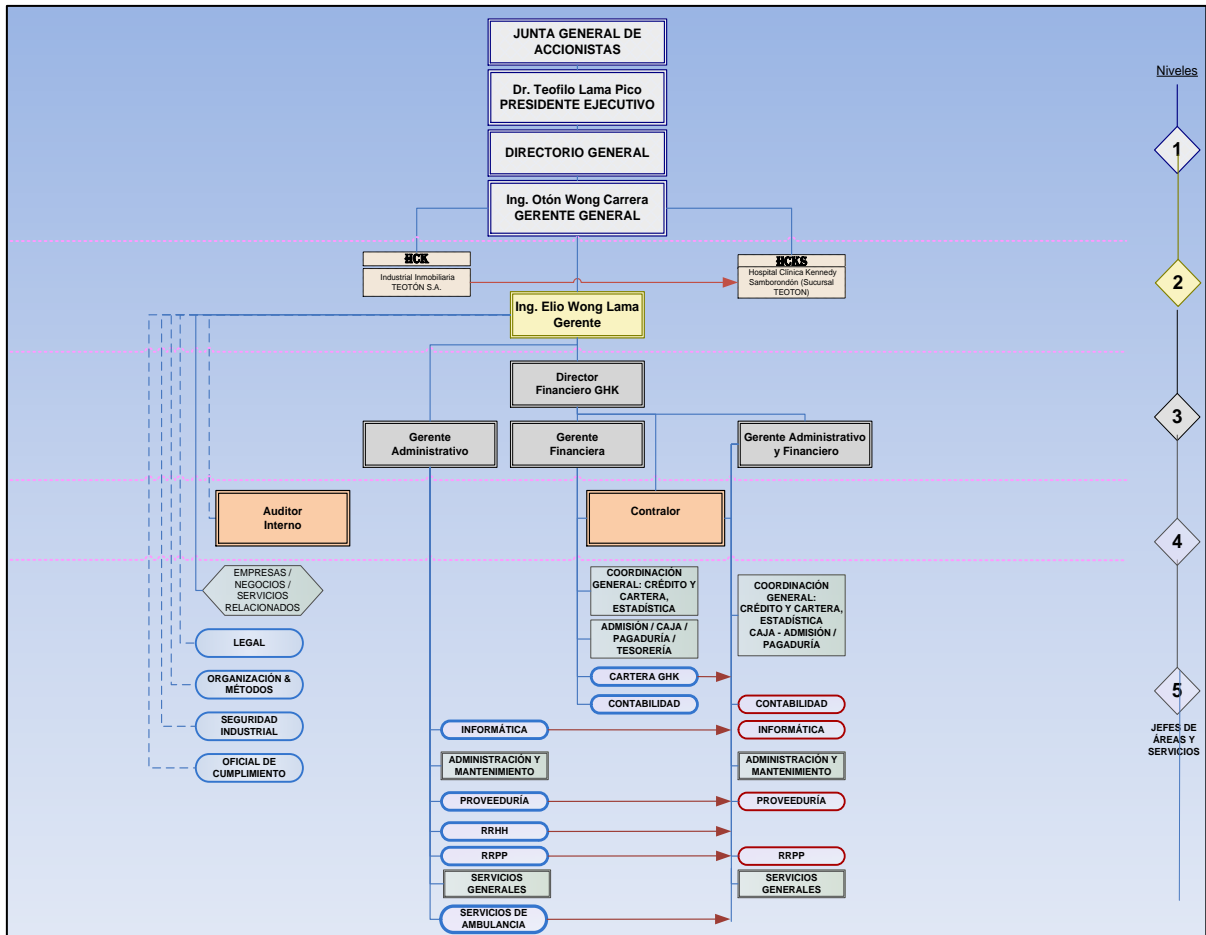 JUNTA GENERAL DE
ACCIONISTAS
Niveles
Dr. Teofilo Lama Pico
PRESIDENTE EJECUTIVO
DIRECTORIO GENERAL
1
Ing. Otón Wong Carrera
GERENTE GENERAL
HCK
Industrial Inmobiliaria
TEOTÓN S.A.
HCKS
Hospital Clínica Kennedy
Samborondón (Sucursal
TEOTON)
2
Ing. Elio Wong Lama
Gerente
Director
Financiero GHK
3
Gerente
Administrativo
Gerente
Financiera
Gerente Administrativo
y Financiero
Auditor
Interno
Contralor
4
EMPRESAS /
NEGOCIOS /
SERVICIOS
RELACIONADOS
COORDINACIÓN
GENERAL: CRÉDITO Y
CARTERA,
ESTADÍSTICA
COORDINACIÓN
GENERAL:
CRÉDITO Y CARTERA,
ESTADÍSTICA
CAJA - ADMISIÓN /
PAGADURÍA
ADMISIÓN / CAJA /
PAGADURÍA /
TESORERÍA
LEGAL
ORGANIZACIÓN &
MÉTODOS
CARTERA GHK
5
CONTABILIDAD
CONTABILIDAD
SEGURIDAD
INDUSTRIAL
INFORMÁTICA
INFORMÁTICA
JEFES DE
ÁREAS Y
SERVICIOS
OFICIAL DE
CUMPLIMIENTO
ADMINISTRACIÓN Y
MANTENIMIENTO
ADMINISTRACIÓN Y
MANTENIMIENTO
PROVEEDURÍA
PROVEEDURÍA
RRHH
RRPP
RRPP
SERVICIOS
GENERALES
SERVICIOS
GENERALES
SERVICIOS DE
AMBULANCIA